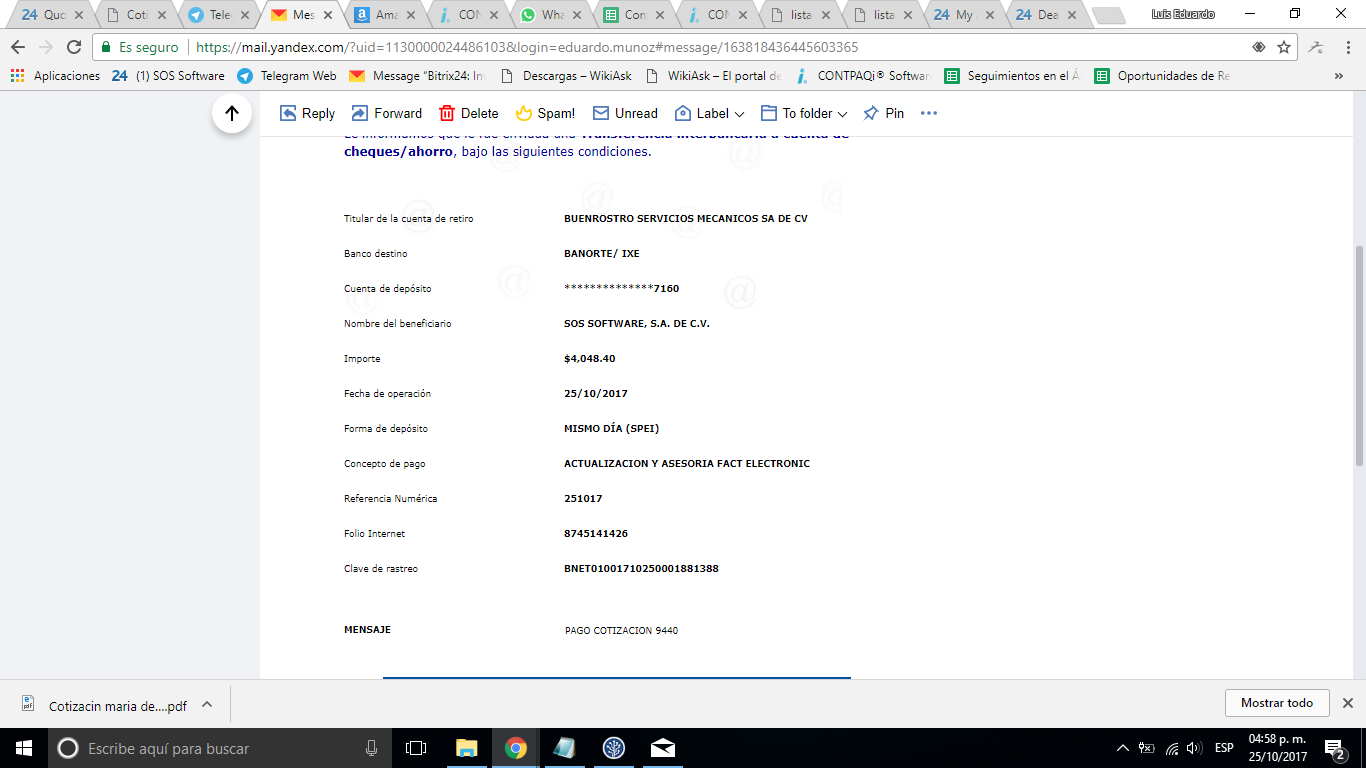 24 Quo
Coti
Tele
Mes
Ama
CON
Wha
Con
CON
lista
lista
24 My
24 Dea
Luis Eduardo
Es seguro https://mail.yandex.com/?uid=1130000024486103&login=eduardo.munoz#message/163818436445603365
Aplicaciones 24 (1) SOS Software Telegram Web Message "Bitrix24: In Descargas – WikiAsk WikiAsk – El portal de CONTPAQi® Softwar Seguimientos en el Á Oportunidades de Re »
Reply Forward Delete Spam! Unread Label To folder Pin
Le informamos que le fue enviada una Transferencia interbancaria a cuenta de
cheques/ahorro, bajo las siguientes condiciones.
Titular de la cuenta de retiro BUENROSTRO SERVICIOS MECANICOS SA DE CV
Banco destino BANORTE/ IXE
Cuenta de depósito **************7160
Nombre del beneficiario SOS SOFTWARE, S.A. DE C.V.
Importe $4,048.40
Fecha de operación 25/10/2017
Forma de depósito MISMO DÍA (SPEI)
Concepto de pago ACTUALIZACION Y ASESORIA FACT ELECTRONIC
Referencia Numérica 251017
Folio Internet 8745141426
Clave de rastreo BNET01001710250001881388
MENSAJE PAGO COTIZACION 9440
Cotizacin maria de....pdf
Mostrar todo
Escribe aquí para buscar
ESP
04:58 p. m.
25/10/2017
2